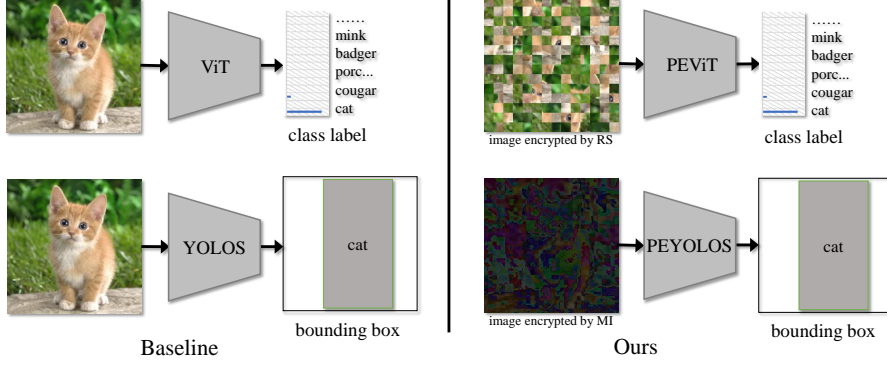 ViT
......
mink
badger
porc...
cougar
cat
class label
YOLOS
cat
bounding box
Baseline
image encrypted by RS
PEViT
......
mink
badger
porc...
cougar
cat
class label
image encrypted by MI
PEYOLOS
cat
bounding box
Ours